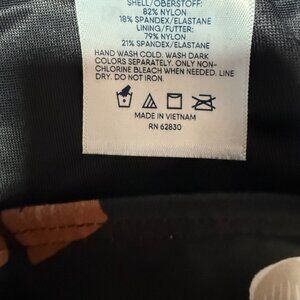 SHELL/OBERSTOFF:
82% NYLON
18% SPANDEX/ELASTANE
LINING/FUTTER:
79% NYLON
21% SPANDEX/ELASTANE
HAND WASH COLD. WASH DARK
COLORS SEPARATELY. ONLY NON-
CHLORINE BLEACH WHEN NEEDED. LINE
DRY. DO NOT IRON.
MADE IN VIETNAM
RN 62830